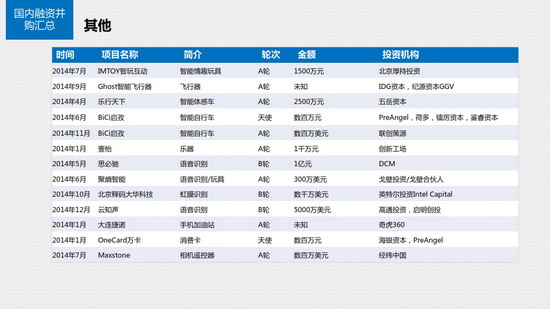 国内融资并
购汇总
其他
时间 项目名称 简介 轮次 金额 投资机构
2014年7月 IMTOY智玩互动 智能情趣玩具 A轮 1500万元 北京厚持投资
2014年9月 Ghost智能飞行器 飞行器 A轮 未知 IDG资本，纪源资本GGV
2014年4月 乐行天下 智能体感车 A轮 2500万元 五岳资本
2014年6月 BiCi启孜 智能自行车 天使 数百万元 PreAngel，荷多，镭厉资本，鉴睿资本
2014年11月 BiCi启孜 智能自行车 A轮 数百万美元 联创策源
2014年1月 壹枱 乐器 A轮 1千万元 创新工场
2014年5月 思必驰 语音识别 B轮 1亿元 DCM
2014年6月 聚熵智能 语音识别/玩具 A轮 300万美元 戈壁投资/戈壁合伙人
2014年10月 北京释码大华科技 虹膜识别 B轮 数千万美元 英特尔投资Intel Capital
2014年12月 云知声 语音识别 B轮 5000万美元 高通投资，启明创投
2014年1月 大连捷诺 手机加油站 A轮 未知 奇虎360
2014年1月 OneCard万卡 消费卡 天使 数百万元 海银资本，PreAngel
2014年7月 Maxstone 相机遥控器 A轮 数百万美元 经纬中国